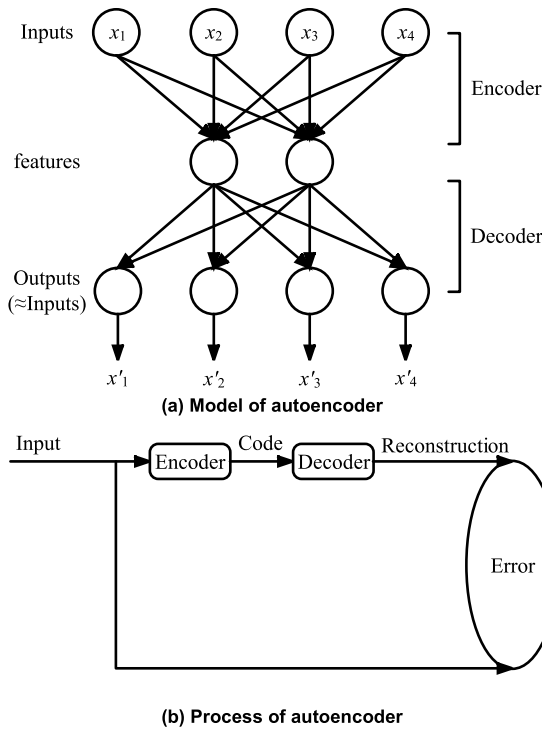 Inputs x1 x2 x3 x4
Encoder
features
Decoder
Outputs
(≈Inputs)
x'1 x'2 x'3 x'4
(a) Model of autoencoder
Input Encoder Code Decoder Reconstruction
Error
(b) Process of autoencoder